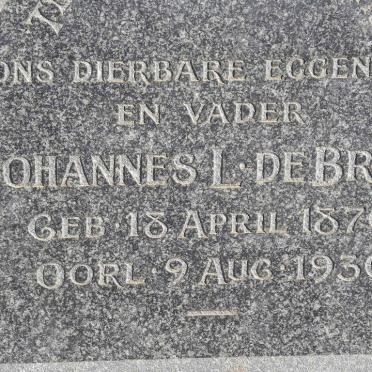 ONS DIERBARE EGGEN
EN VADER
OHANNES L. DE BR
GEB. 18 APRIL 187
OORL. 9 AUG. 193